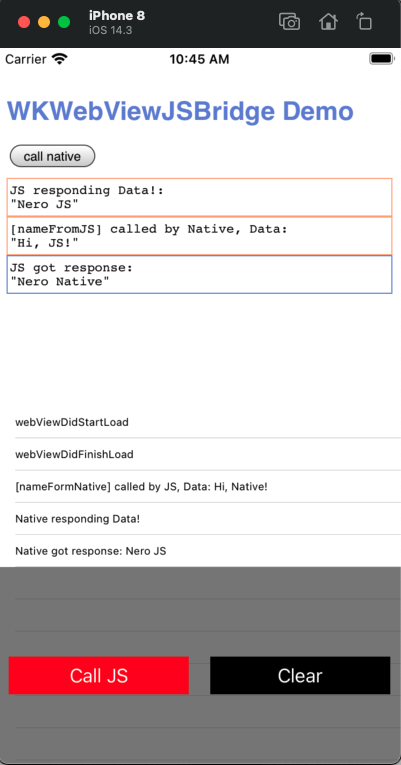 iPhone 8
iOS 14.3
Carrier 10:45 AM
WKWebViewJSBridge Demo
call native
JS responding Data!:
"Nero JS"
[nameFromJS] called by Native, Data:
"Hi, JS!"
JS got response:
"Nero Native"
webViewDidStartLoad
webViewDidFinishLoad
[nameFormNative] called by JS, Data: Hi, Native!
Native responding Data!
Native got response: Nero JS
Call JS Clear